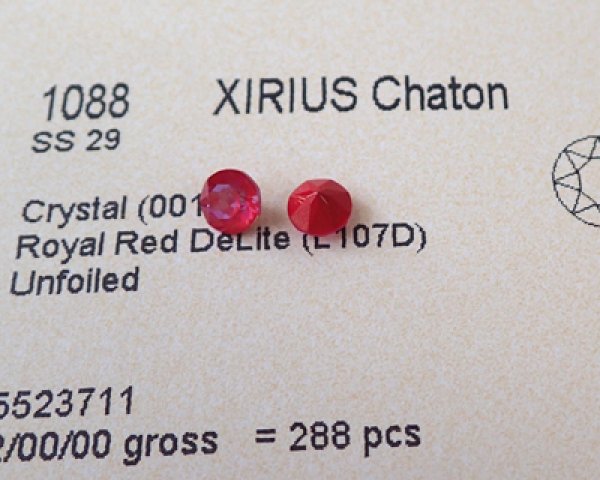 1088 XIRIUS Chaton
SS 29
Crystal (001
Royal Red DeLite (L107D)
Unfoiled
5523711
2/00/00 gross = 288 pcs